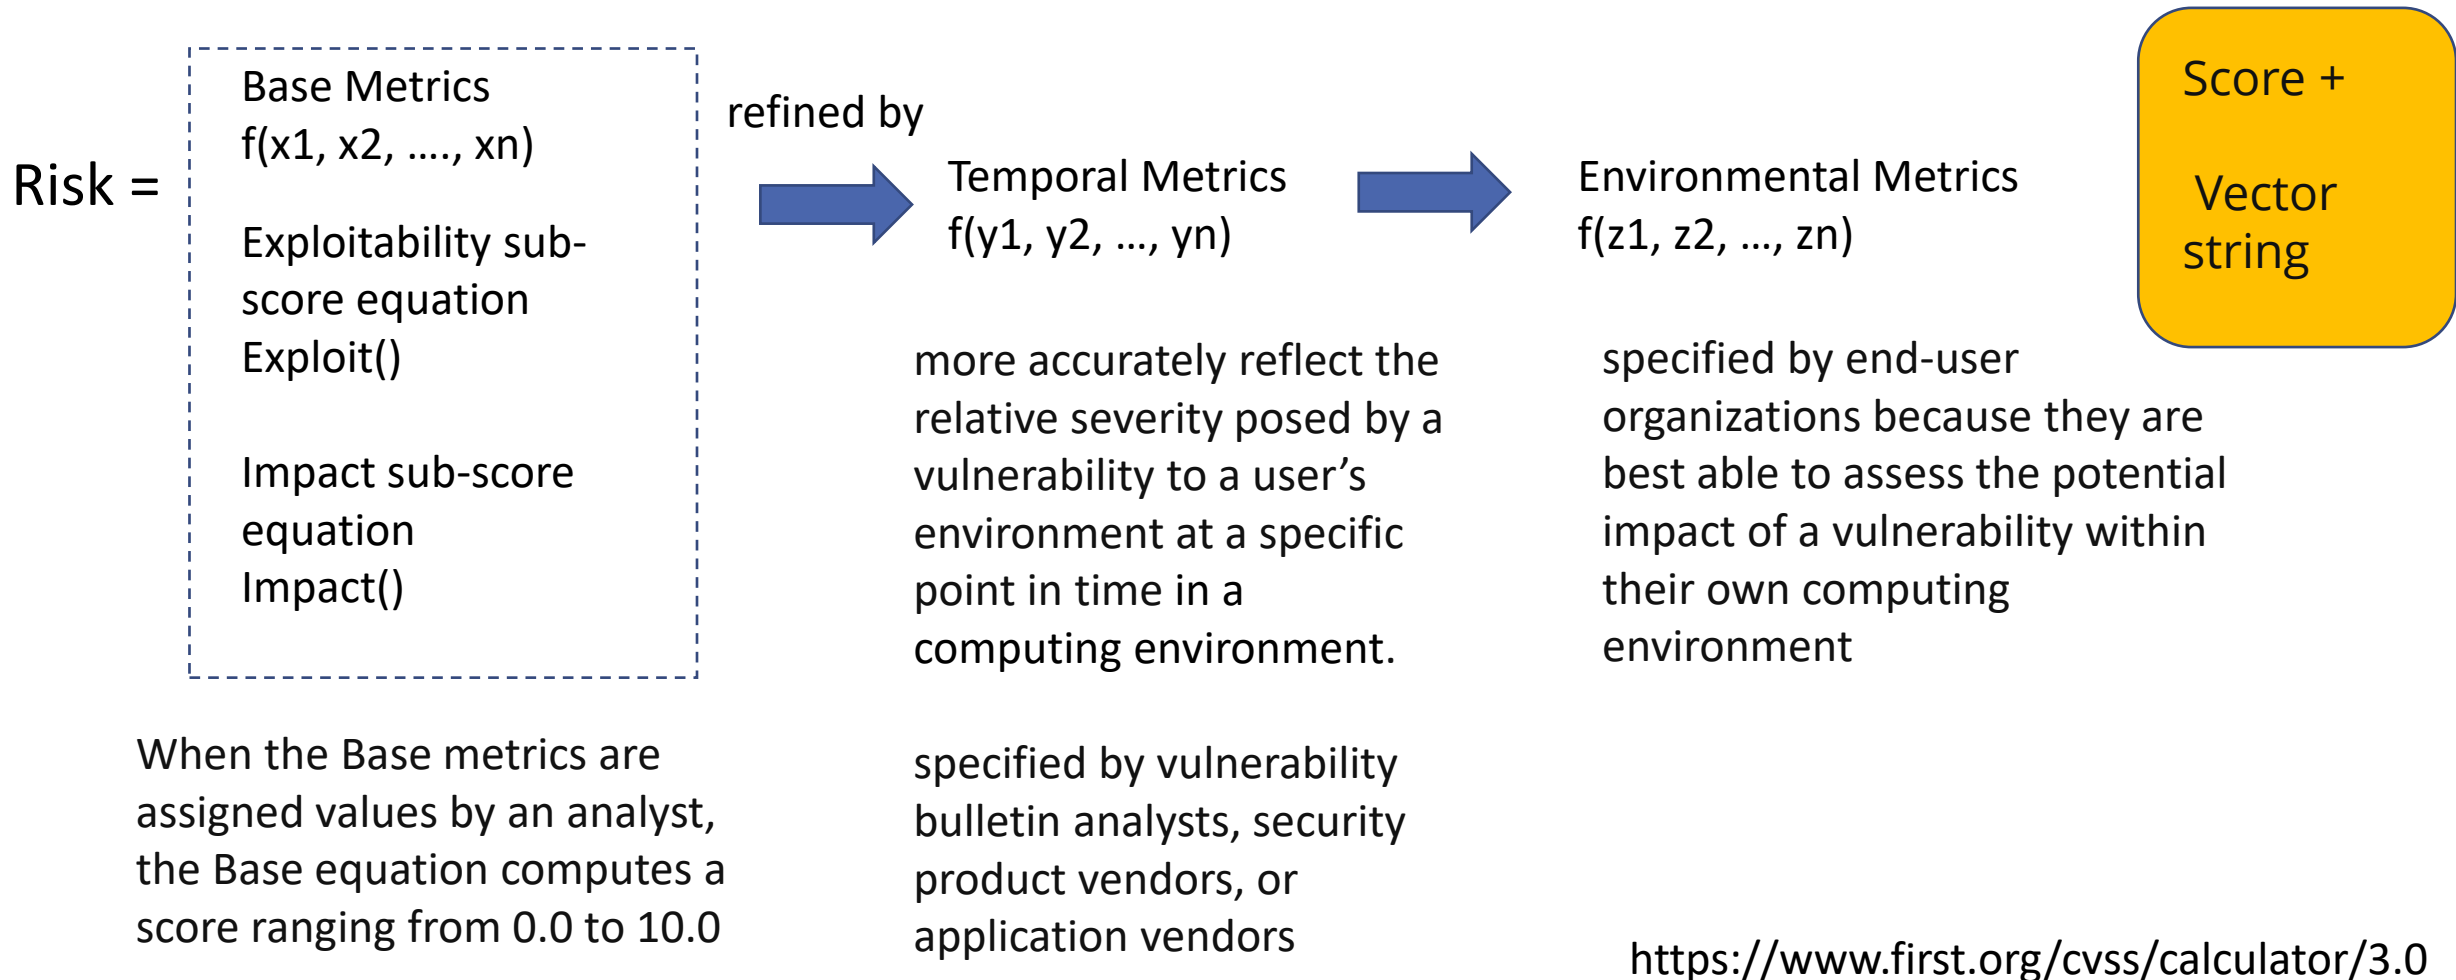 Risk =
Base Metrics
f(x1, x2, …., xn)
Exploitability sub-
score equation
Exploit()
Impact sub-score
equation
Impact()
When the Base metrics are
assigned values by an analyst,
the Base equation computes a
score ranging from 0.0 to 10.0
refined by
Temporal Metrics
f(y1, y2, …, yn)
more accurately reflect the
relative severity posed by a
vulnerability to a user’s
environment at a specific
point in time in a
computing environment.
specified by vulnerability
bulletin analysts, security
product vendors, or
application vendors
Environmental Metrics
f(z1, z2, …, zn)
specified by end-user
organizations because they are
best able to assess the potential
impact of a vulnerability within
their own computing
environment
Score +
Vector
string
https://www.first.org/cvss/calculator/3.0